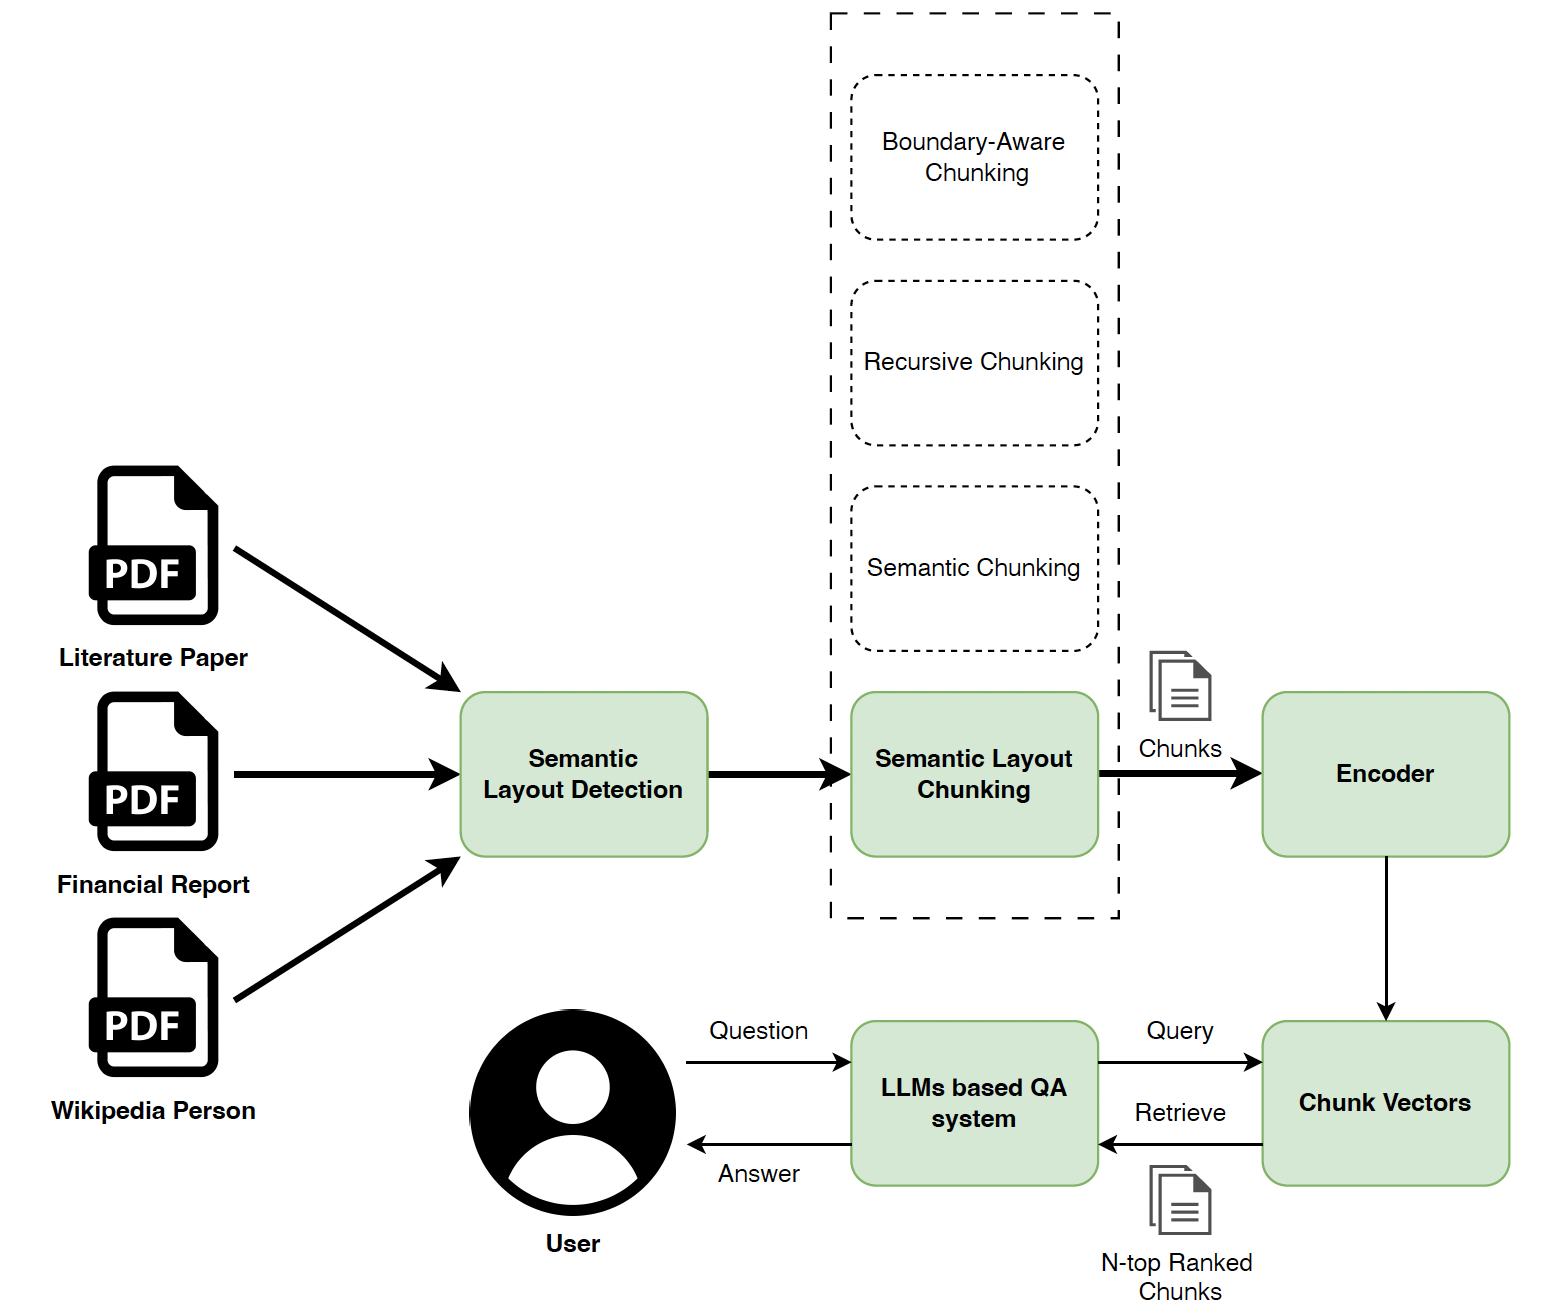 Boundary-Aware
Chunking
Recursive Chunking
Semantic Chunking
PDF
Literature Paper
PDF
Financial Report
PDF
Wikipedia Person
Semantic
Layout Detection
Semantic Layout
Chunking
Chunks
Encoder
Question
Answer
User
LLMs based QA
system
Query
Retrieve
Chunk Vectors
N-top Ranked
Chunks